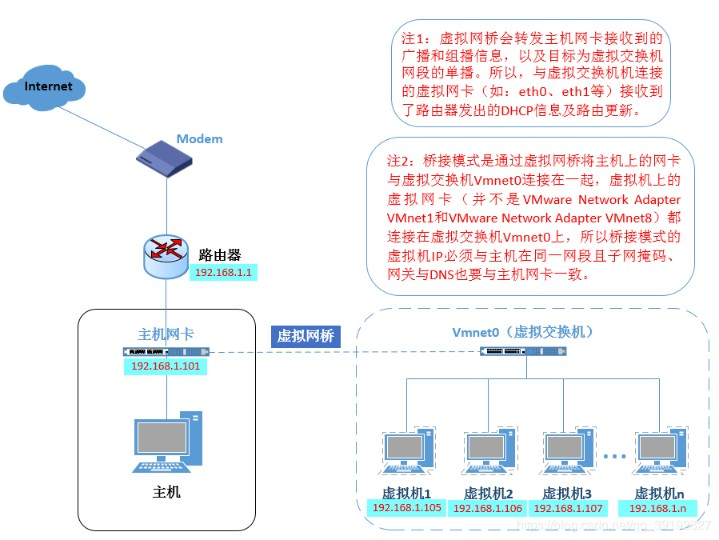 注1：虚拟网桥会转发主机网卡接收到的
广播和组播信息，以及目标为虚拟交换机
网段的单播。所以，与虚拟交换机机连接
的虚拟网卡（如：eth0、eth1等）接收到
了路由器发出的DHCP信息及路由更新。
Internet
Modem
注2：桥接模式是通过虚拟网桥将主机上的网卡
与虚拟交换机Vmnet0连接在一起，虚拟机上的
虚拟网卡（并不是VMware Network Adapter
VMnet1和VMware Network Adapter VMnet8）都
连接在虚拟交换机Vmnet0上，所以桥接模式的
虚拟机IP必须与主机在同一网段且子网掩码、
网关与DNS也要与主机网卡一致。
路由器
192.168.1.1
主机网卡
192.168.1.101
主机
虚拟网桥
Vmnet0（虚拟交换机）
虚拟机1
192.168.1.105
虚拟机2
192.168.1.106
虚拟机3
192.168.1.107
虚拟机n
192.168.1.n